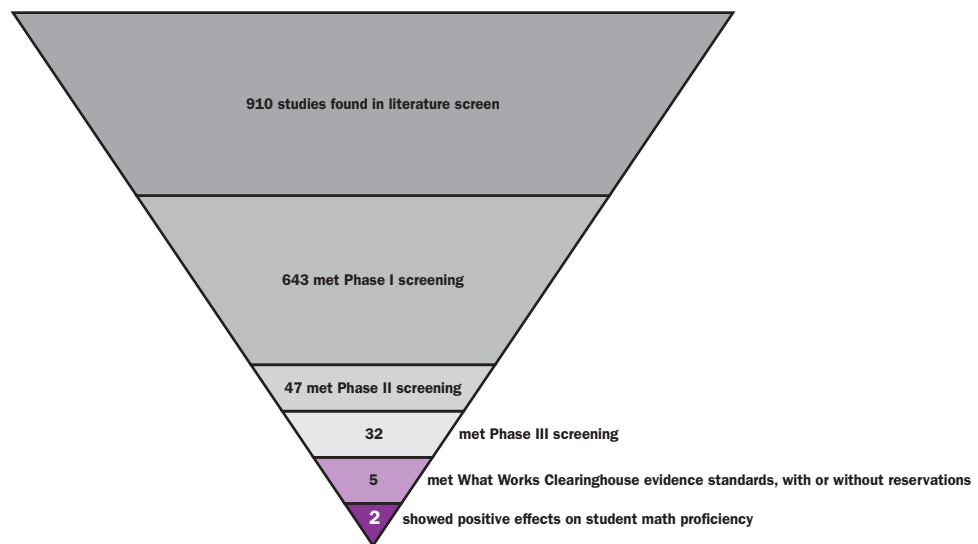 910 studies found in literature screen
643 met Phase I screening
47 met Phase II screening
32 met Phase III screening
5 met What Works Clearinghouse evidence standards, with or without reservations
2 showed positive effects on student math proficiency